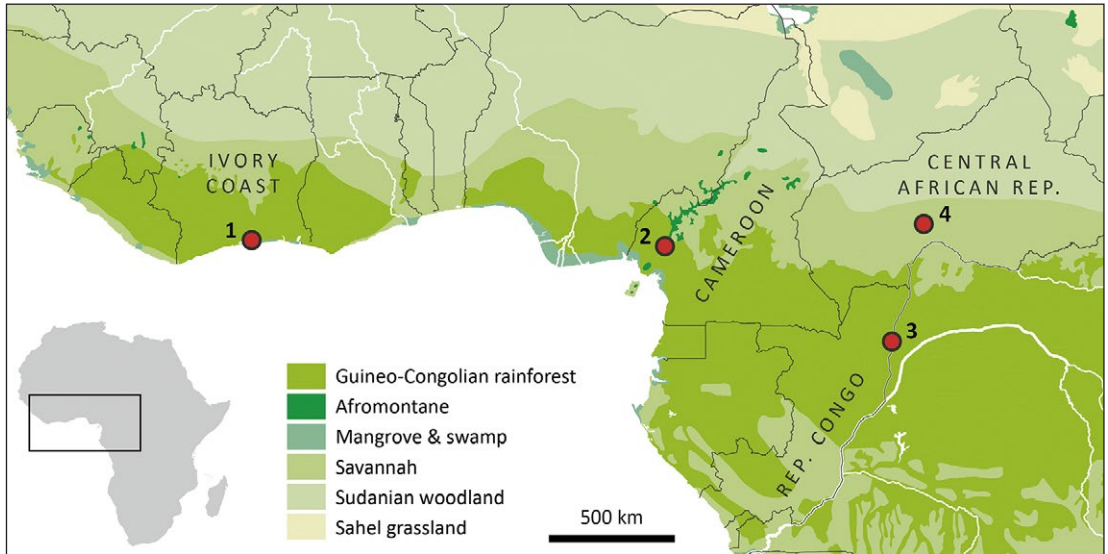 IVORY
COAST
1
2
CAMEROON
CENTRAL
AFRICAN REP.
4
3
REP. CONGO
Guineo-Congolian rainforest
Afromontane
Mangrove & swamp
Savannah
Sudanian woodland
Sahel grassland
500 km